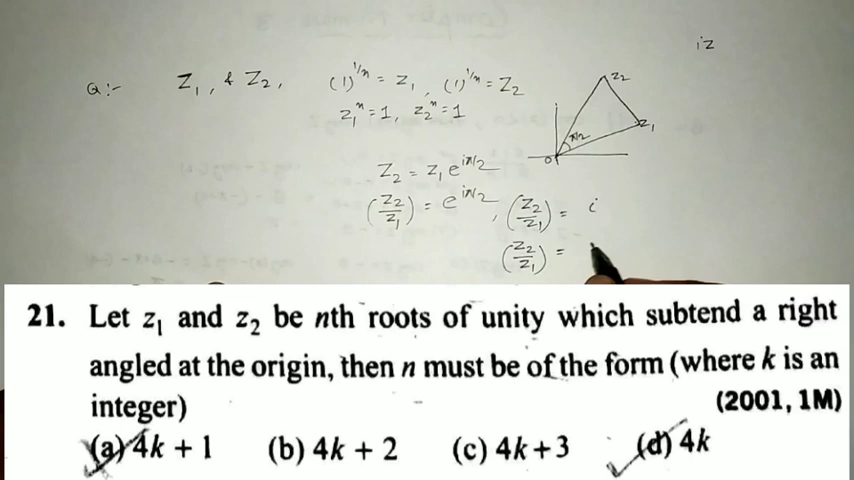 iz
Q:- Z₁, & Z₂, (1)^1/n = z₁, (1)^1/n = Z₂
z₁ⁿ = 1, z₂ⁿ = 1
z₂
z₁
π/2
0
Z₂ = z₁ e^iπ/2
(z₂/z₁) = e^iπ/2, (z₂/z₁) = i
(z₂/z₁) =
21. Let z₁ and z₂ be nth roots of unity which subtend a right
angled at the origin, then n must be of the form (where k is an
integer) (2001, 1M)
(a) 4k + 1 (b) 4k + 2 (c) 4k+3 (d) 4k